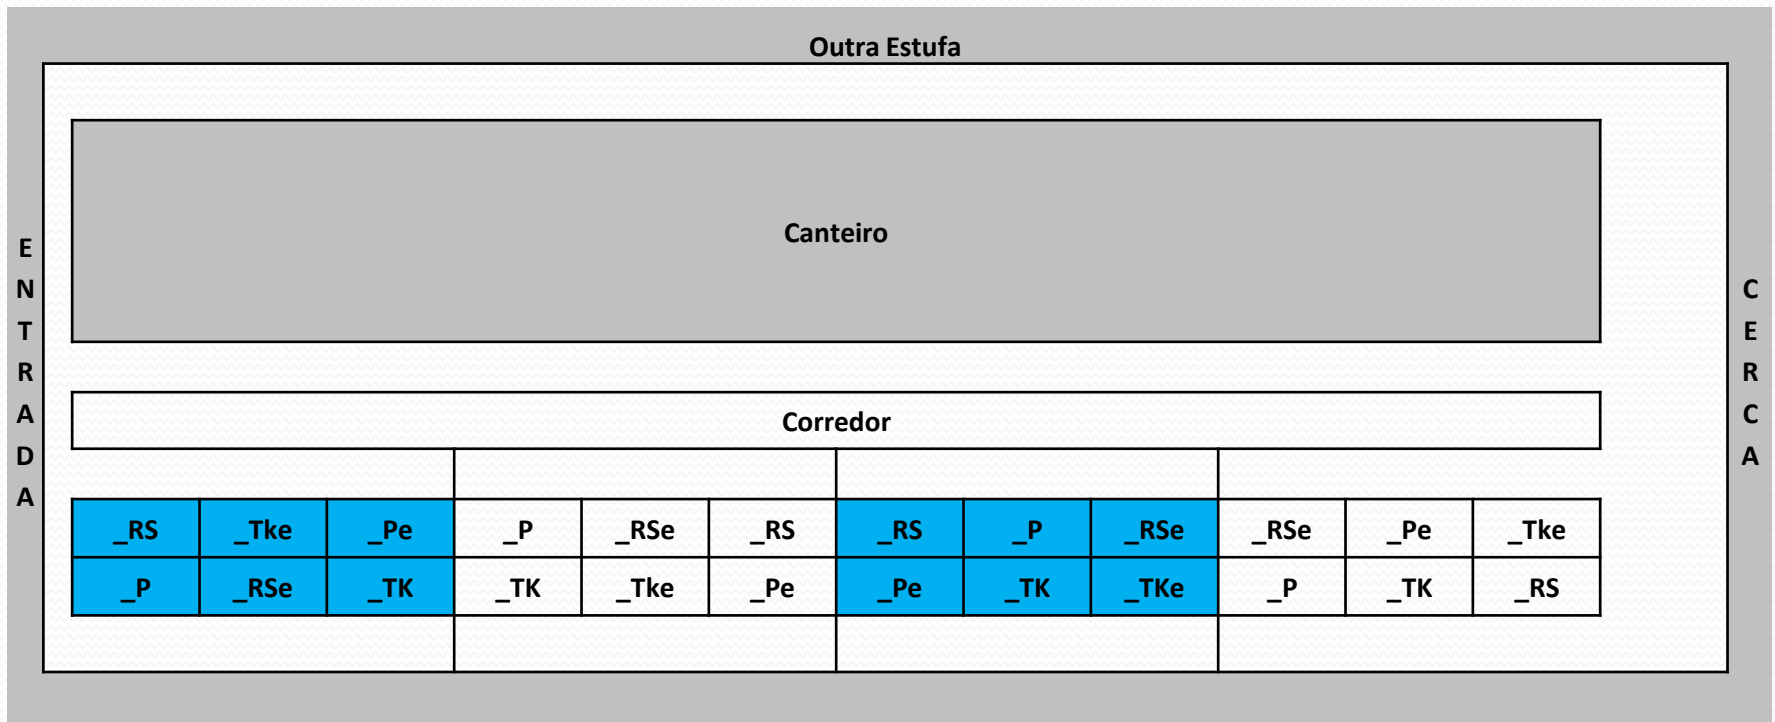 Outra Estufa
Canteiro
E
N
T
R
A
D
A
C
E
R
C
A
Corredor
_RS _Tke _Pe _P _RSe _RS _RS _P _RSe _RSe _Pe _Tke
_P _RSe _TK _TK _Tke _Pe _Pe _TK _TKe _P _TK _RS